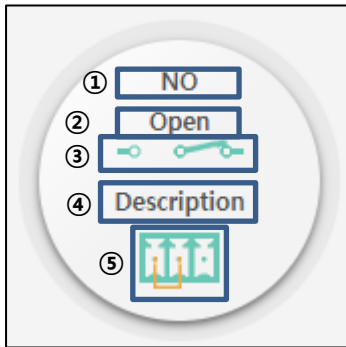 ① NO
② Open
③
④ Description
⑤